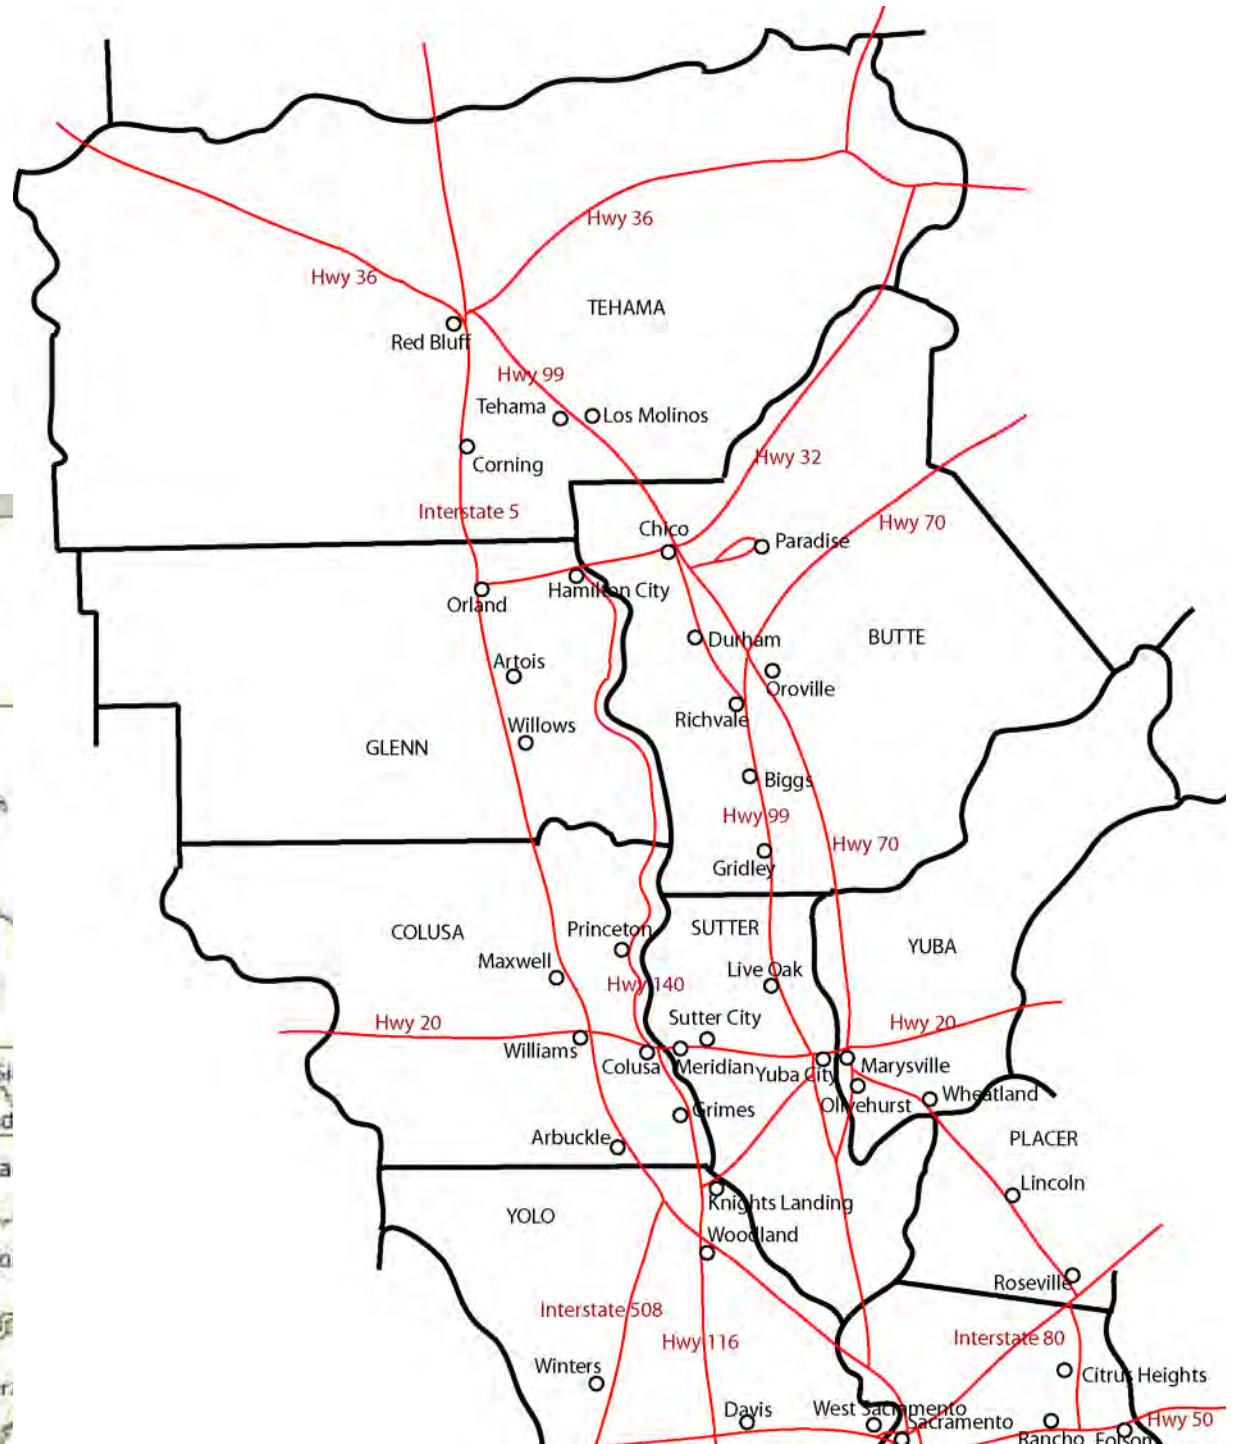 Hwy 36
Hwy 36
TEHAMA
Red Bluff
Hwy 99
Tehama
Los Molinos
Hwy 32
Corning
Interstate 5
Hwy 70
Chico
Paradise
Hamilton City
Orland
BUTTE
Durham
Artois
Oroville
Richvale
Willows
GLENN
Biggs
Hwy 99
Hwy 70
Gridley
COLUSA
Princeton
SUTTER
YUBA
Maxwell
Live Oak
Hwy 140
Sutter City
Hwy 20
Hwy 20
Williams
Colusa
Meridian
Yuba City
Marysville
Olivehurst
Wheatland
Grimes
Arbuckle
PLACER
Lincoln
Knights Landing
YOLO
Woodland
Roseville
Interstate 508
Hwy 116
Interstate 80
Winters
Citrus Heights
Davis
West Sacramento
Sacramento
Hwy 50
Rancho
Folsom